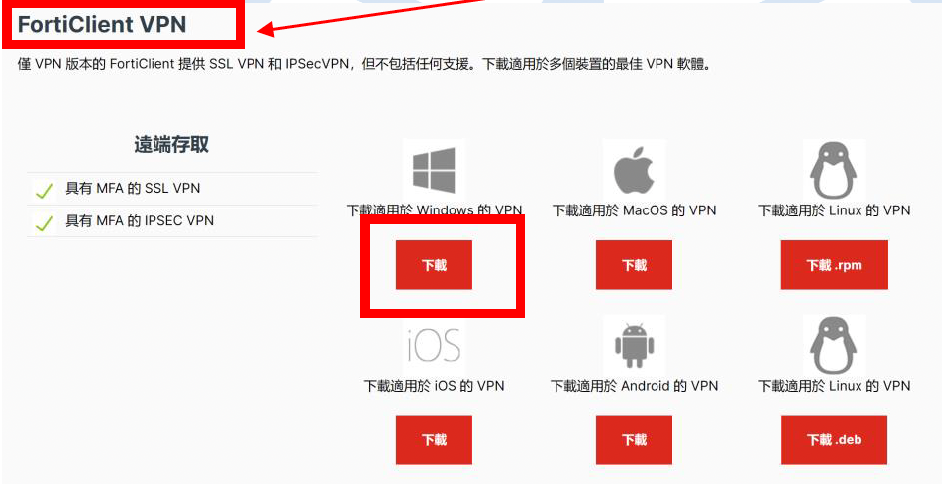 FortiClient VPN
僅 VPN 版本的 FortiClient 提供 SSL VPN 和 IPSecVPN，但不包括任何支援。下載適用於多個裝置的最佳 VPN 軟體。
遠端存取
具有 MFA 的 SSL VPN
具有 MFA 的 IPSEC VPN
下載適用於 Windows 的 VPN
下載
下載適用於 MacOS 的 VPN
下載
下載適用於 Linux 的 VPN
下載 .rpm
iOS
下載適用於 iOS 的 VPN
下載
下載適用於 Android 的 VPN
下載
下載適用於 Linux 的 VPN
下載 .deb